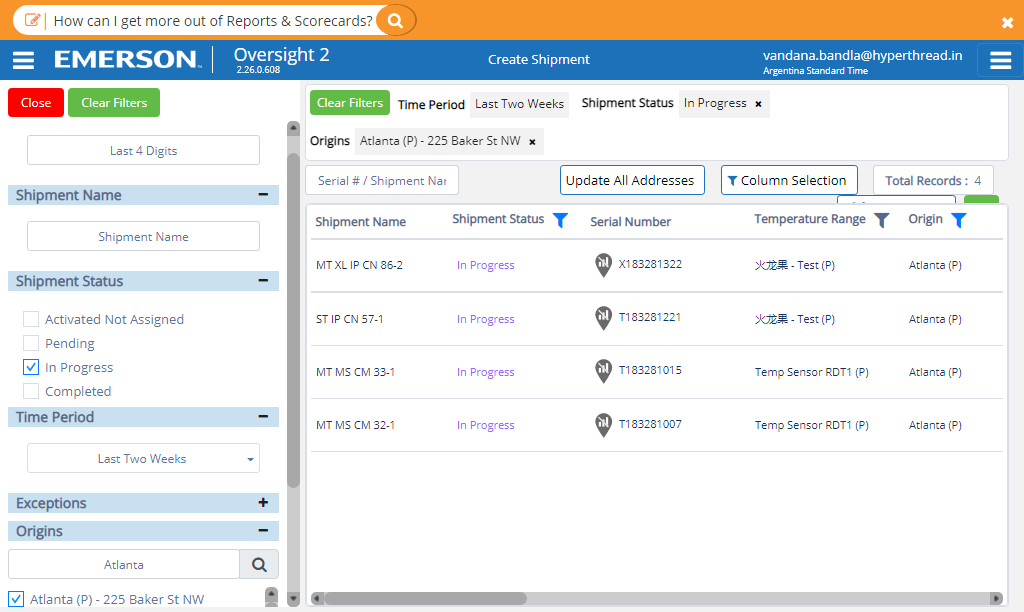 How can I get more out of Reports & Scorecards?
EMERSON
Oversight 2
2.26.0.608
Create Shipment
vandana.bandla@hyperthread.in
Argentina Standard Time
Close
Clear Filters
Last 4 Digits
Shipment Name
Shipment Name
Shipment Status
Activated Not Assigned
Pending
In Progress
Completed
Time Period
Last Two Weeks
Exceptions
Origins
Atlanta
Atlanta (P) - 225 Baker St NW
Clear Filters Time Period Last Two Weeks Shipment Status In Progress
Origins Atlanta (P) - 225 Baker St NW
Serial # / Shipment Nar
Update All Addresses
Column Selection
Total Records : 4
Shipment Name Shipment Status Serial Number Temperature Range Origin
MT XL IP CN 86-2 In Progress X183281322 火龙果 - Test (P) Atlanta (P)
ST IP CN 57-1 In Progress T183281221 火龙果 - Test (P) Atlanta (P)
MT MS CM 33-1 In Progress T183281015 Temp Sensor RDT1 (P) Atlanta (P)
MT MS CM 32-1 In Progress T183281007 Temp Sensor RDT1 (P) Atlanta (P)